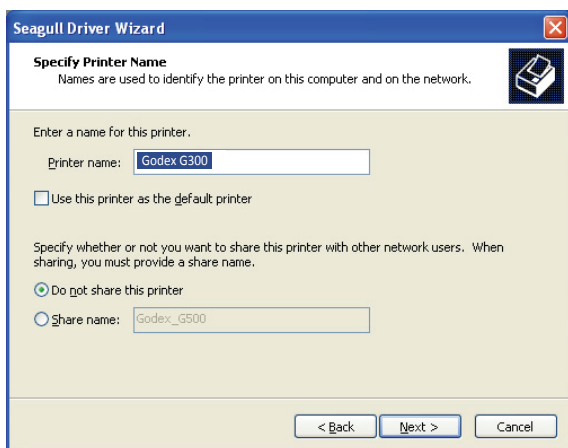 Seagull Driver Wizard
Specify Printer Name
Names are used to identify the printer on this computer and on the network.
Enter a name for this printer.
Printer name: Godex G300
Use this printer as the default printer
Specify whether or not you want to share this printer with other network users. When
sharing, you must provide a share name.
Do not share this printer
Share name: Godex_G500
< Back Next > Cancel